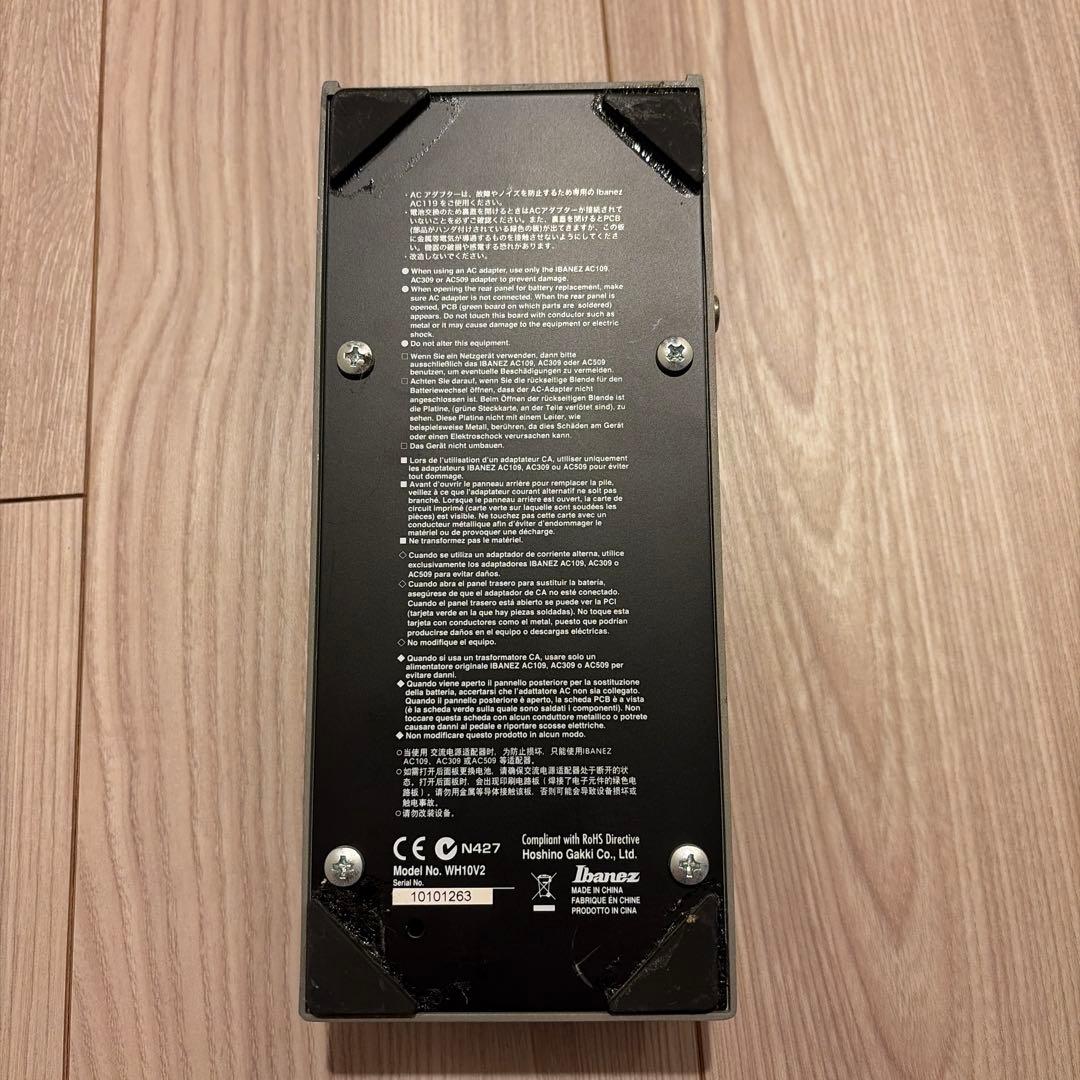 ・AC アダプターは、故障やノイズを防止するため専用の Ibanez
AC119 をご使用ください。
・電池交換のため裏蓋を開けるときはACアダプターが接続されて
いないことを必ずご確認ください。また、裏蓋を開けるとPCB
(部品がハンダ付けされている緑色の板)が出てきますが、この板
に金属等電気が導通するものを接触させないようにしてくださ
い。機器の破損や感電する恐れがあります。
・改造しないでください。
● When using an AC adapter, use only the IBANEZ AC109,
AC309 or AC509 adapter to prevent damage.
● When opening the rear panel for battery replacement, make
sure AC adapter is not connected. When the rear panel is
opened, PCB (green board on which parts are soldered)
appears. Do not touch this board with conductor such as
metal or it may cause damage to the equipment or electric
shock.
● Do not alter this equipment.
□ Wenn Sie ein Netzgerät verwenden, dann bitte
ausschließlich das IBANEZ AC109, AC309 oder AC509
benutzen, um eventuelle Beschädigungen zu vermeiden.
□ Achten Sie darauf, wenn Sie die rückseitige Blende für den
Batteriewechsel öffnen, dass der AC-Adapter nicht
angeschlossen ist. Beim Öffnen der rückseitigen Blende ist
die Platine, (grüne Steckkarte, an der Teile verlötet sind), zu
sehen. Diese Platine nicht mit einem Leiter, wie
beispielsweise Metall, berühren, da dies Schäden am Gerät
oder einen Elektroschock verursachen kann.
□ Das Gerät nicht umbauen.
■ Lors de l'utilisation d'un adaptateur CA, utiliser uniquement
les adaptateurs IBANEZ AC109, AC309 ou AC509 pour éviter
tout dommage.
■ Avant d'ouvrir le panneau arrière pour remplacer la pile,
veillez à ce que l'adaptateur courant alternatif ne soit pas
branché. Lorsque le panneau arrière est ouvert, la carte de
circuit imprimé (carte verte sur laquelle sont soudées les
pièces) est visible. Ne touchez pas cette carte avec un
conducteur métallique afin d'éviter d'endommager le
matériel ou de provoquer une décharge.
■ Ne transformez pas le matériel.
◇ Cuando se utiliza un adaptador de corriente alterna, utilice
exclusivamente los adaptadores IBANEZ AC109, AC309 o
AC509 para evitar daños.
◇ Cuando abra el panel trasero para sustituir la batería,
asegúrese de que el adaptador de CA no esté conectado.
Cuando el panel trasero está abierto se puede ver la PCI
(tarjeta verde en la que hay piezas soldadas). No toque esta
tarjeta con conductores como el metal, puesto que podrían
producirse daños en el equipo o descargas eléctricas.
◇ No modifique el equipo.
◆ Quando si usa un trasformatore CA, usare solo un
alimentatore originale IBANEZ AC109, AC309 o AC509 per
evitare danni.
◆ Quando viene aperto il pannello posteriore per la sostituzione
della batteria, accertarsi che l'adattatore AC non sia collegato.
Quando il pannello posteriore è aperto, la scheda PCB è a vista
(è la scheda verde sulla quale sono saldati i componenti). Non
toccare questa scheda con alcun conduttore metallico o potrete
causare danni al pedale e riportare scosse elettriche.
◆ Non modificare questo prodotto in alcun modo.
○当使用 交流电源适配器时，为防止损坏，只能使用IBANEZ
AC109，AC309 或AC509 等适配器。
○如需打开后面板更换电池，请确保交流电源适配器处于断开的状
态。打开后面板时，会出现印刷电路板（焊接了电子元件的绿色电
路板）。请勿用金属等导体接触该板，否则可能会导致设备损坏或
触电事故。
○请勿改装设备。
CE N427
Compliant with RoHS Directive
Hoshino Gakki Co., Ltd.
Model No. WH10V2
Serial No.
10101263
Ibanez
MADE IN CHINA
FABRIQUE EN CHINE
PRODOTTO IN CINA